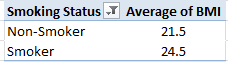 Smoking Status Average of BMI
Non-Smoker 21.5
Smoker 24.5